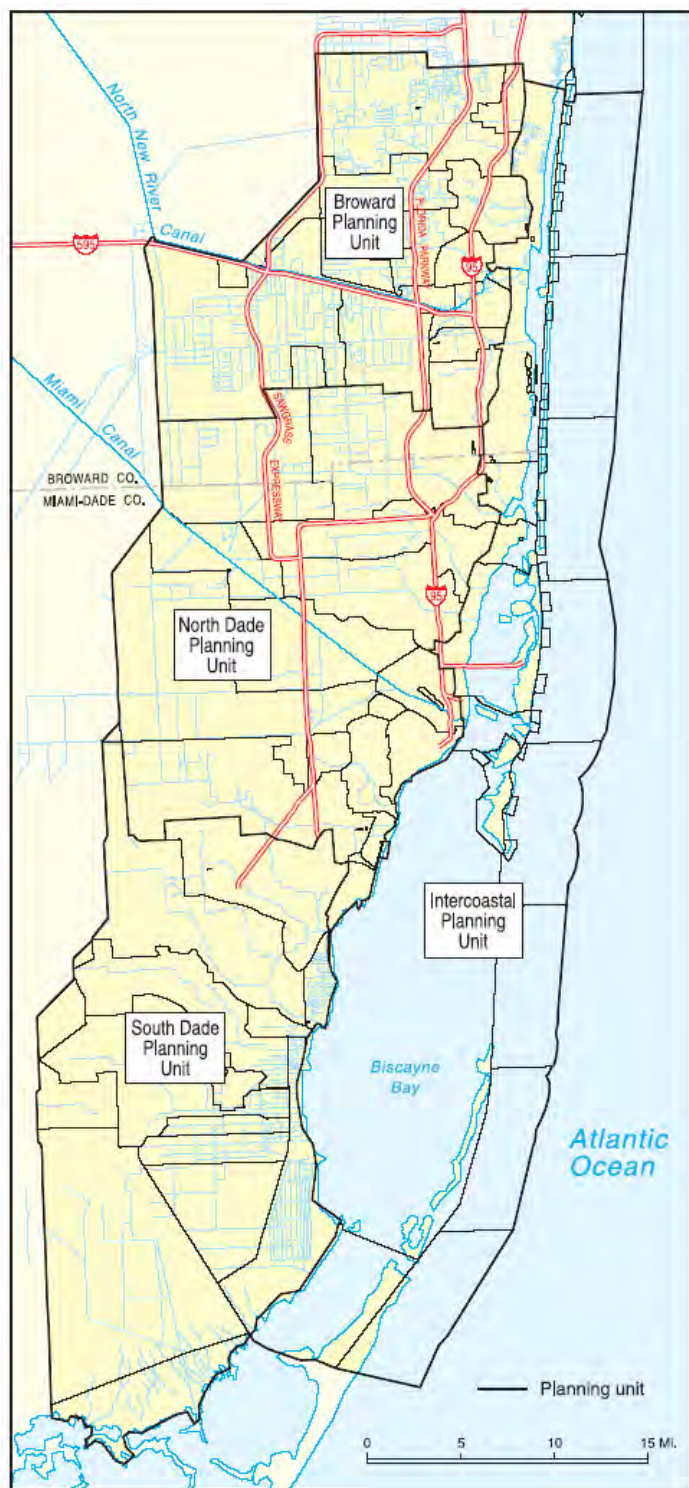 North New River
Canal
595
Broward
Planning
Unit
FLORIDA PARKWAY
95
Miami
Canal
SAWGRASS
EXPRESSWAY
BROWARD CO.
MIAMI-DADE CO.
95
North Dade
Planning
Unit
Intercoastal
Planning
Unit
South Dade
Planning
Unit
Biscayne
Bay
Atlantic
Ocean
Planning unit
0 5 10 15 MI.